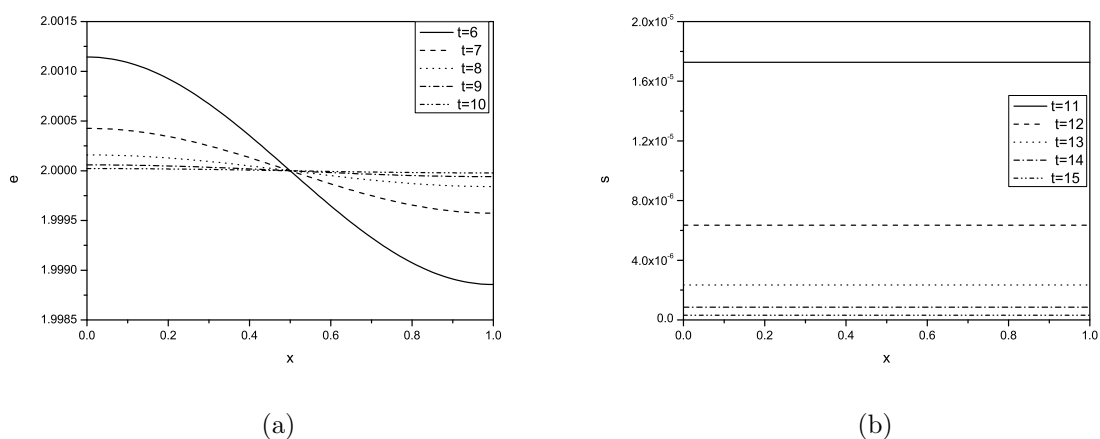 2.0015
2.0010
2.0005
2.0000
1.9995
1.9990
1.9985
e
0.0 0.2 0.4 0.6 0.8 1.0
x
t=6
t=7
t=8
t=9
t=10
(a)
2.0x10⁻⁵
1.6x10⁻⁵
1.2x10⁻⁵
8.0x10⁻⁶
4.0x10⁻⁶
0.0
s
0.0 0.2 0.4 0.6 0.8 1.0
x
t=11
t=12
t=13
t=14
t=15
(b)